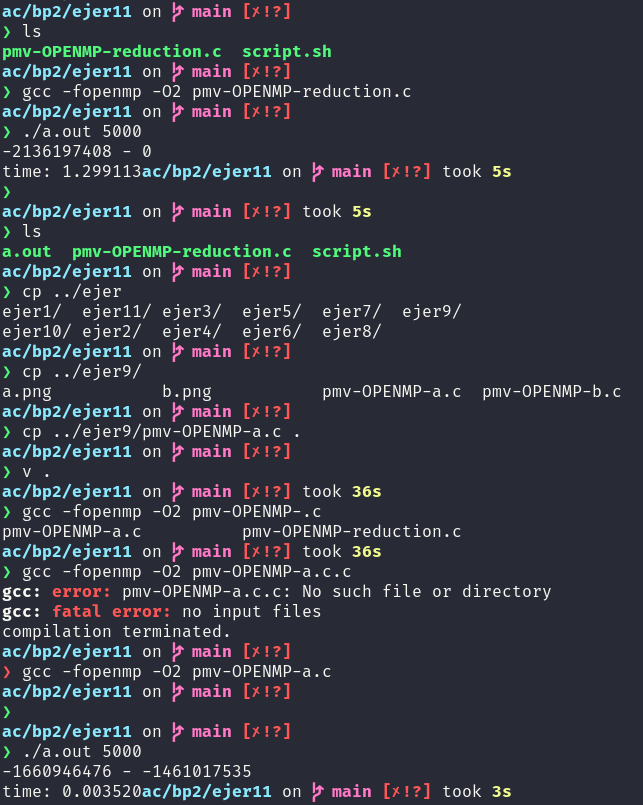 ac/bp2/ejer11 on  main [✗!?]
❯ ls
pmv-OPENMP-reduction.c  script.sh
ac/bp2/ejer11 on  main [✗!?]
❯ gcc -fopenmp -O2 pmv-OPENMP-reduction.c
ac/bp2/ejer11 on  main [✗!?]
❯ ./a.out 5000
-2136197408 - 0
time: 1.299113ac/bp2/ejer11 on  main [✗!?] took 5s
❯
ac/bp2/ejer11 on  main [✗!?] took 5s
❯ ls
a.out  pmv-OPENMP-reduction.c  script.sh
ac/bp2/ejer11 on  main [✗!?]
❯ cp ../ejer
ejer1/  ejer11/ ejer3/  ejer5/  ejer7/  ejer9/
ejer10/ ejer2/  ejer4/  ejer6/  ejer8/
ac/bp2/ejer11 on  main [✗!?]
❯ cp ../ejer9/
a.png           b.png           pmv-OPENMP-a.c  pmv-OPENMP-b.c
ac/bp2/ejer11 on  main [✗!?]
❯ cp ../ejer9/pmv-OPENMP-a.c .
ac/bp2/ejer11 on  main [✗!?]
❯ v .
ac/bp2/ejer11 on  main [✗!?] took 36s
❯ gcc -fopenmp -O2 pmv-OPENMP-.c
pmv-OPENMP-a.c          pmv-OPENMP-reduction.c
ac/bp2/ejer11 on  main [✗!?] took 36s
❯ gcc -fopenmp -O2 pmv-OPENMP-a.c.c
gcc: error: pmv-OPENMP-a.c.c: No such file or directory
gcc: fatal error: no input files
compilation terminated.
ac/bp2/ejer11 on  main [✗!?]
❯ gcc -fopenmp -O2 pmv-OPENMP-a.c
ac/bp2/ejer11 on  main [✗!?]
❯
ac/bp2/ejer11 on  main [✗!?]
❯ ./a.out 5000
-1660946476 - -1461017535
time: 0.003520ac/bp2/ejer11 on  main [✗!?] took 3s